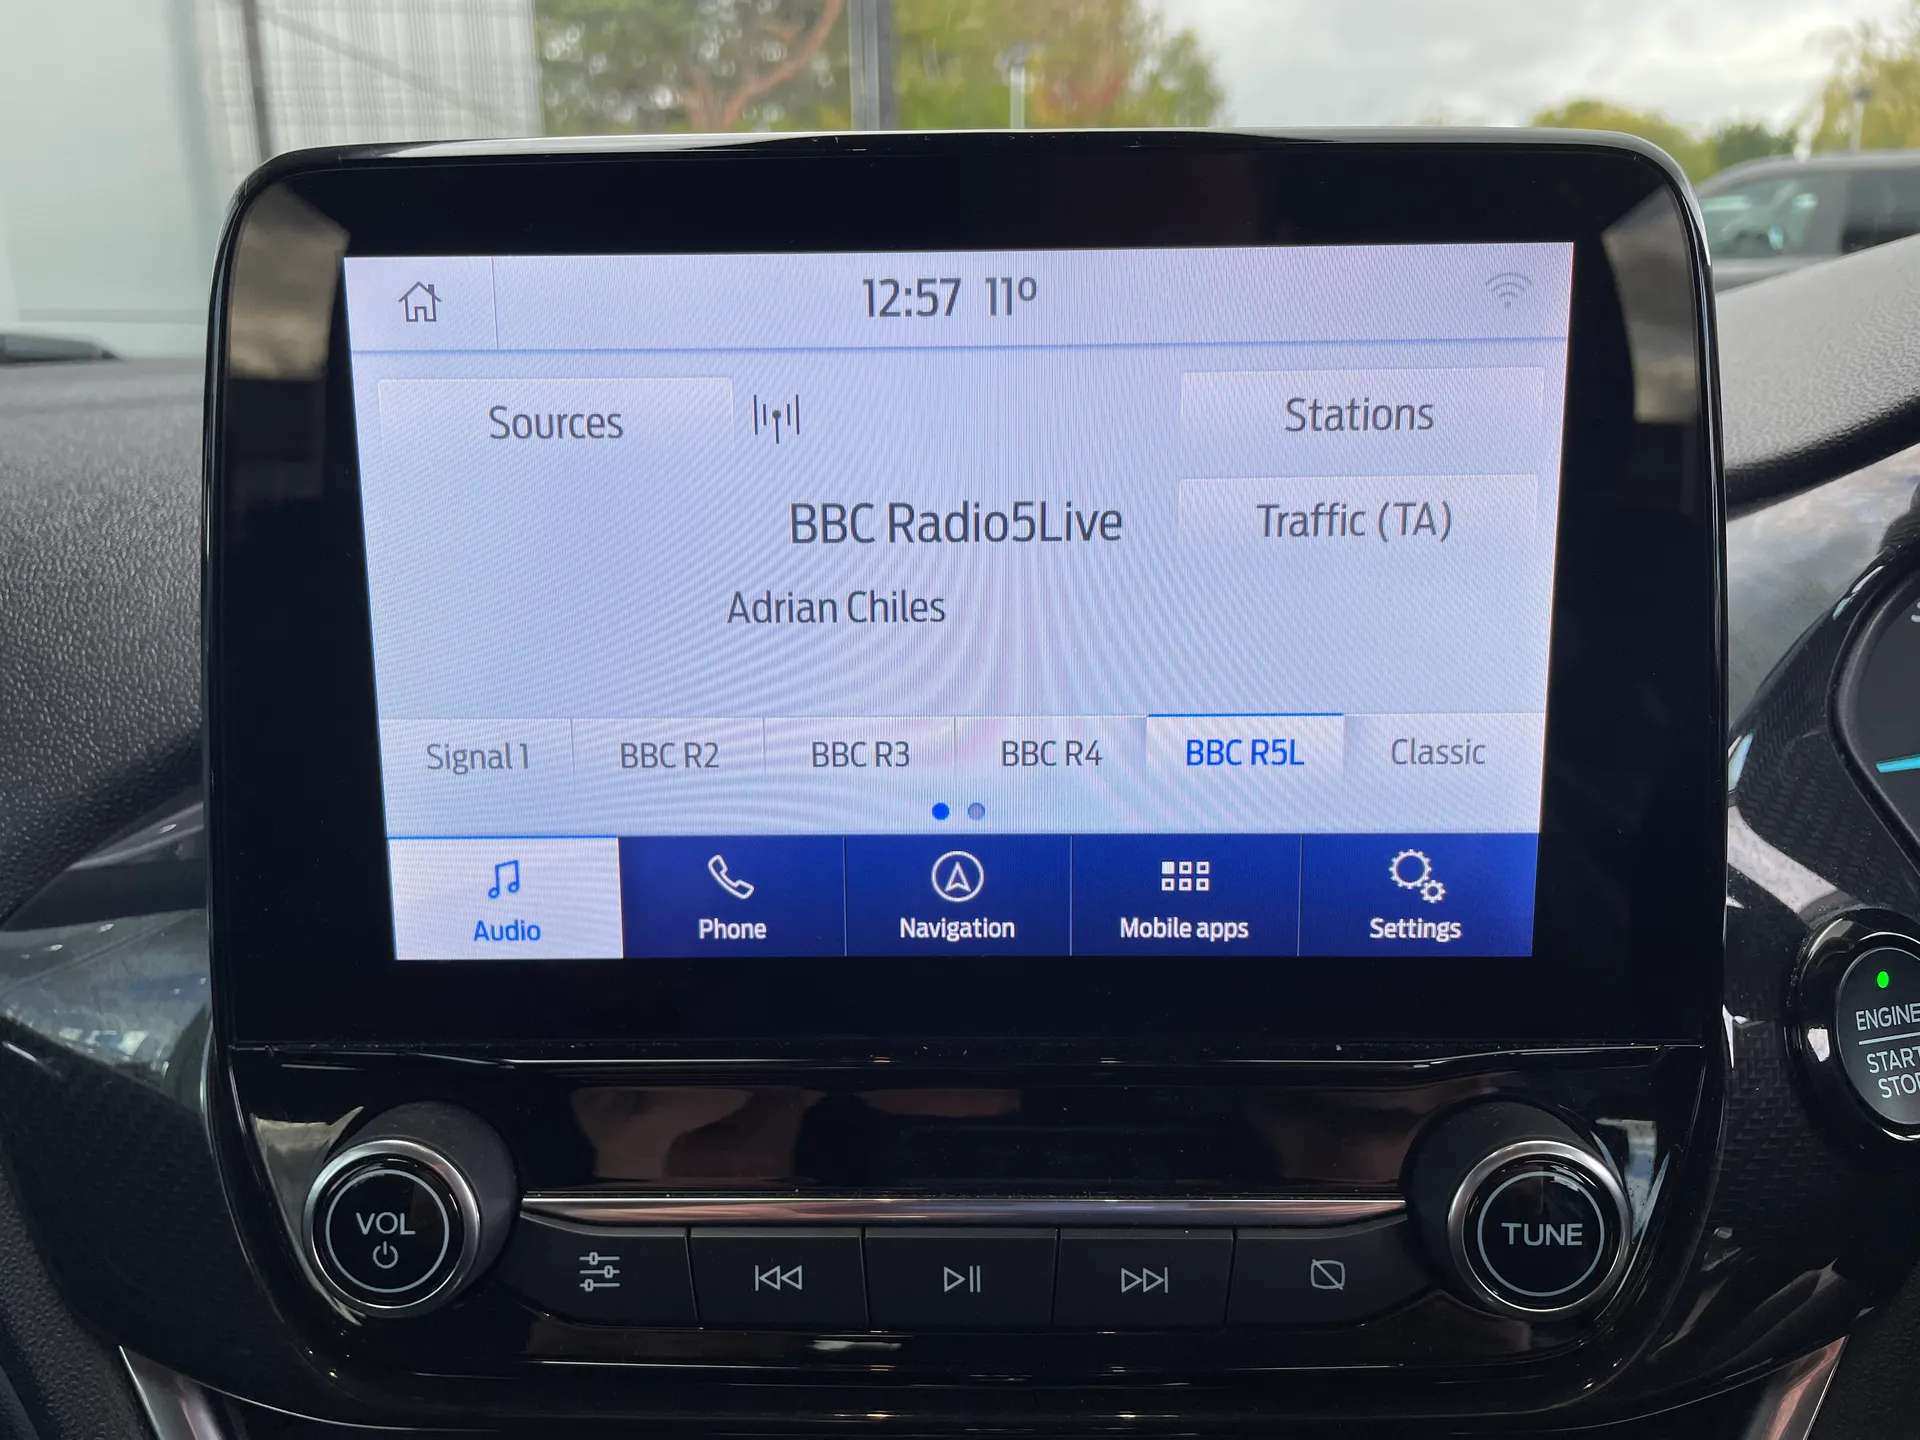 12:57 11°
Sources
Stations
BBC Radio5Live
Traffic (TA)
Adrian Chiles
Signal 1
BBC R2
BBC R3
BBC R4
BBC R5L
Classic
Audio
Phone
Navigation
Mobile apps
Settings
ENGINE
START
VOL
TUNE